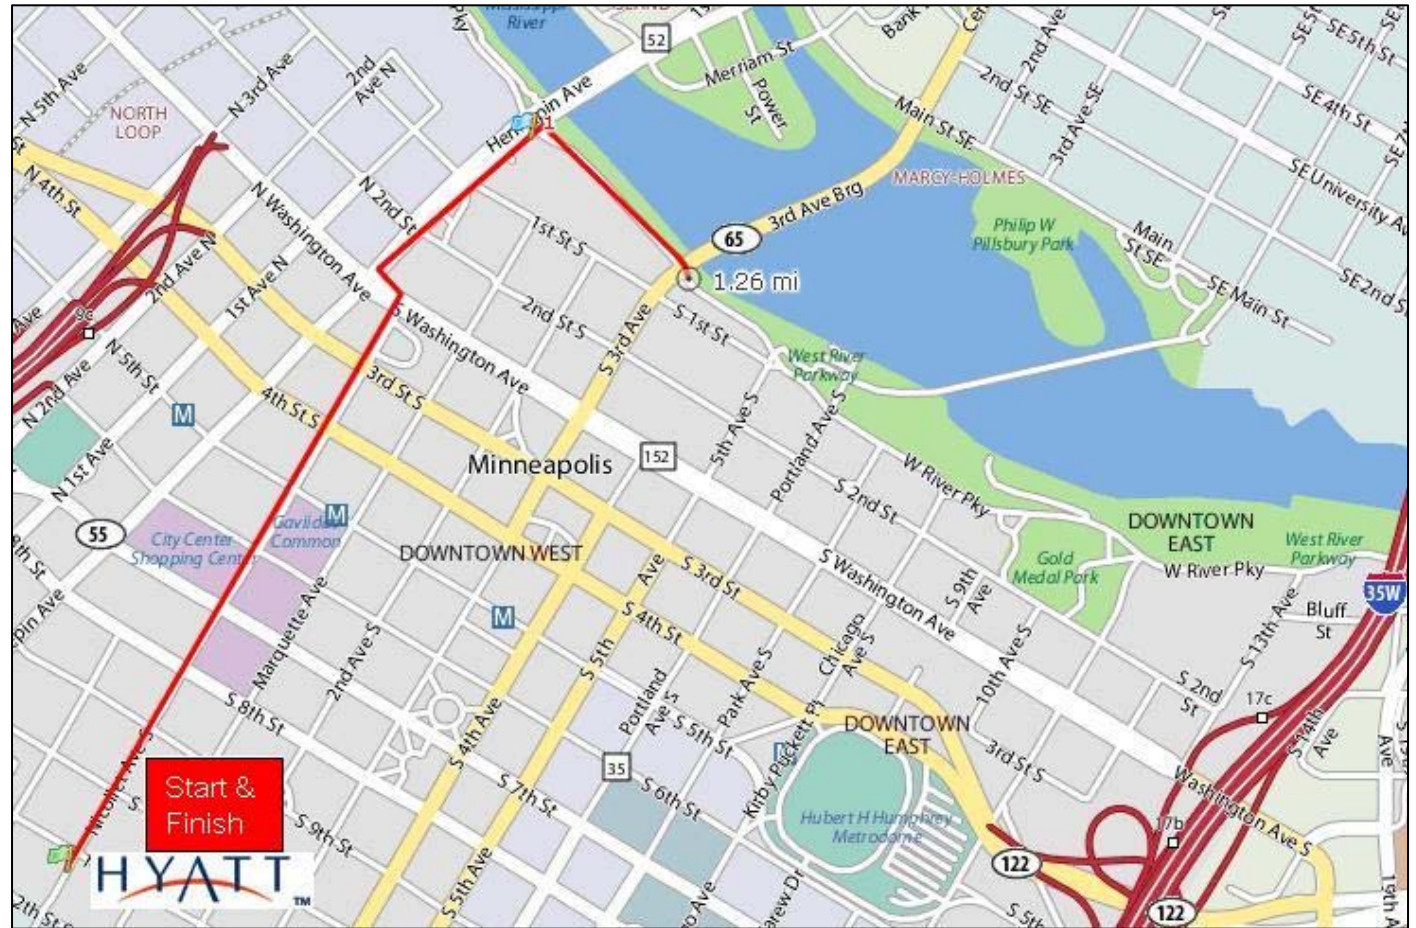 Mississippi
River
Pky
52
Merriam St
Power
St
Bank
2nd Ave
SE 5th St
SE 4th St
SE University Av
2nd St SE
3rd Ave SE
Main St SE
MARCY-HOLMES
N 5th Ave
N 3rd Ave
2nd
Ave N
NORTH
LOOP
N 4th St
N Washington Ave
N 2nd St
1
3rd Ave Brg
65
1.26 mi
Philip W
Pillsbury Park
Main
St SE
SE Main St
SE 2nd S
2nd Ave N
1st Ave N
1st St S
2nd St S
S 1st St
S 3rd Ave
S Washington Ave
West River
Parkway
9c
Ave
N 5th St
N 2nd Ave
N 1st Ave
M
3rd St S
4th St S
Minneapolis
152
5th Ave S
Portland Ave S
W River Pky
S 2nd St
DOWNTOWN
EAST
West River
Parkway
W River Pky
Gold
Medal Park
35W
Bluff
St
55
City Center
Shopping Center
Gaviidae
Common
M
DOWNTOWN WEST
M
S 3rd St
S 4th St
S Washington Ave
S 9th
Ave
S 13th Ave
8th St
Marquette Ave
2nd Ave S
S 8th St
S 5th
Ave
Portland
Ave S
Park Ave S
Chicago
Ave S
10th Ave S
S 2nd
St
17c
S 14th
Ave
S 5th St
S 4th Ave
35
S 6th St
S 7th St
Kirby Puckett Pl
DOWNTOWN
EAST
3rd St S
Washington Ave S
17b
Hubert H Humphrey
Metrodome
Nicollet Ave S
Start &
Finish
HYATT
TM
S 9th St
S 5th Ave
122
122
S 5th
19th A